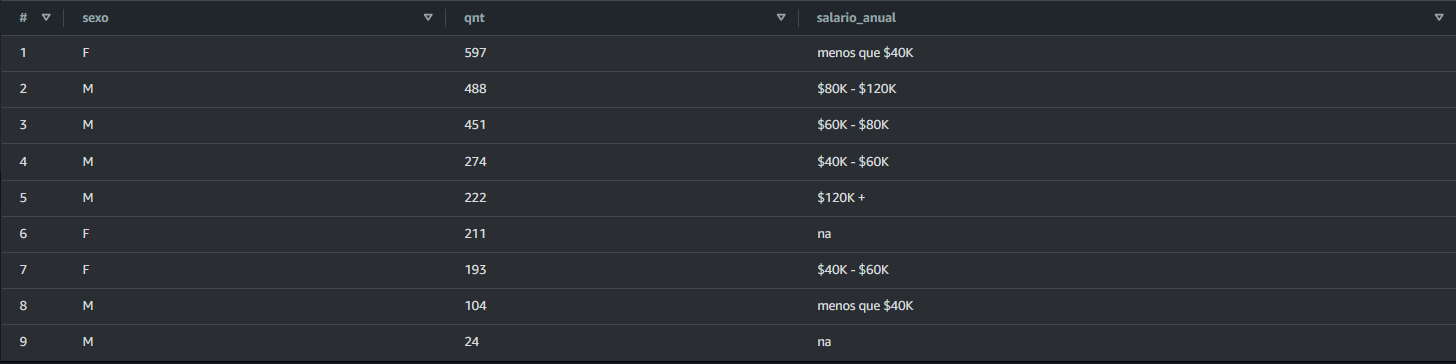 # sexo qnt salario_anual
1 F 597 menos que $40K
2 M 488 $80K - $120K
3 M 451 $60K - $80K
4 M 274 $40K - $60K
5 M 222 $120K +
6 F 211 na
7 F 193 $40K - $60K
8 M 104 menos que $40K
9 M 24 na